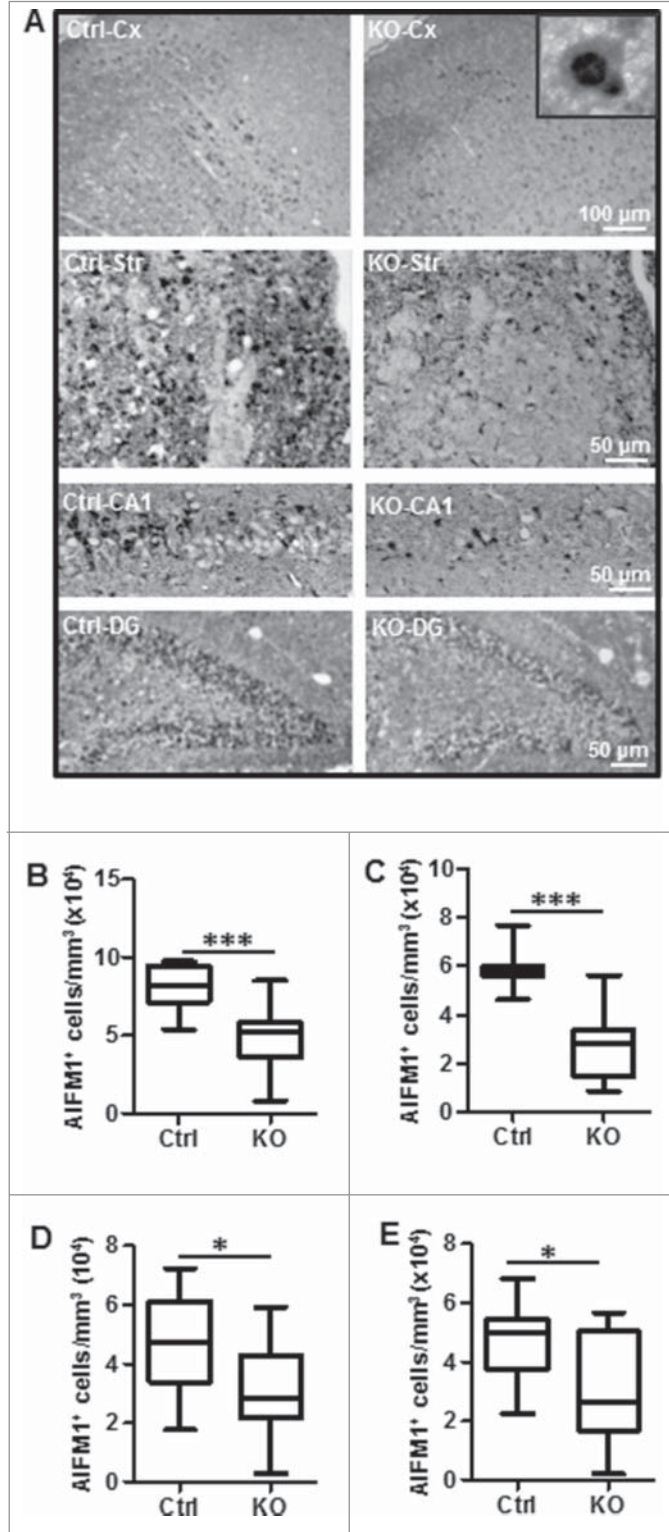 A
Ctrl-Cx
KO-Cx
100 µm
Ctrl-Str
KO-Str
50 µm
Ctrl-CA1
KO-CA1
50 µm
Ctrl-DG
KO-DG
50 µm
B
AIFM1⁺ cells/mm³ (x10⁴)
15
10
5
0
***
Ctrl
KO
C
AIFM1⁺ cells/mm³ (x10⁴)
10
8
6
4
2
0
***
Ctrl
KO
D
AIFM1⁺ cells/mm³ (10⁴)
8
6
4
2
0
*
Ctrl
KO
E
AIFM1⁺ cells/mm³ (x10⁴)
8
6
4
2
0
*
Ctrl
KO